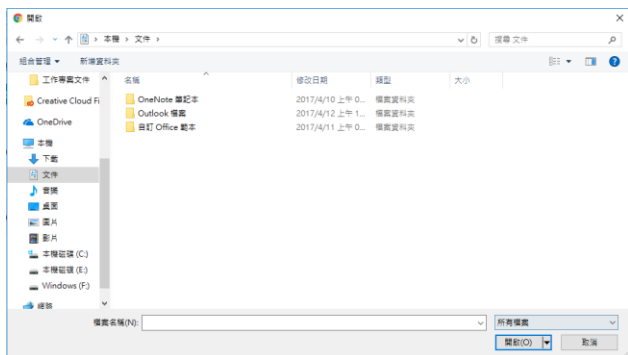 開啟
本機 › 文件 ›
搜尋 文件
組合管理 新增資料夾
名稱 修改日期 類型 大小
工作專案文件
Creative Cloud Fi
OneDrive
本機
下載
文件
音樂
桌面
圖片
影片
本機磁碟 (C:)
本機磁碟 (E:)
Windows (F:)
網路
OneNote 筆記本 2017/4/10 上午 0... 檔案資料夾
Outlook 檔案 2017/4/12 上午 1... 檔案資料夾
自訂 Office 範本 2017/4/11 上午 0... 檔案資料夾
檔案名稱(N):
所有檔案
開啟(O) 取消